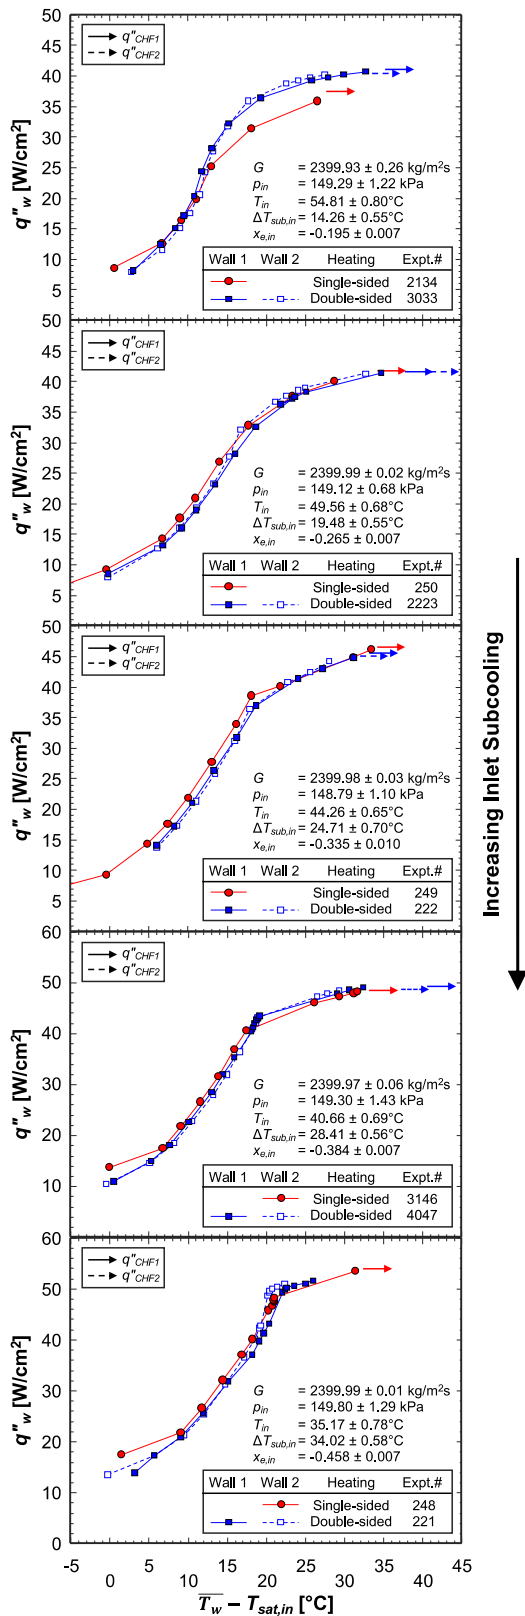 q"CHF1
q"CHF2
50
45
40
35
30
25
20
15
10
5
q"w [W/cm²]
G = 2399.93 ± 0.26 kg/m²s
pin = 149.29 ± 1.22 kPa
Tin = 54.81 ± 0.80°C
ΔTsub,in = 14.26 ± 0.55°C
xe,in = -0.195 ± 0.007
Wall 1 Wall 2 Heating Expt.#
Single-sided 2134
Double-sided 3033
50
45
40
35
30
25
20
15
10
5
q"w [W/cm²]
q"CHF1
q"CHF2
G = 2399.99 ± 0.02 kg/m²s
pin = 149.12 ± 0.68 kPa
Tin = 49.56 ± 0.68°C
ΔTsub,in = 19.48 ± 0.55°C
xe,in = -0.265 ± 0.007
Wall 1 Wall 2 Heating Expt.#
Single-sided 250
Double-sided 2223
50
45
40
35
30
25
20
15
10
5
q"w [W/cm²]
q"CHF1
q"CHF2
G = 2399.98 ± 0.03 kg/m²s
pin = 148.79 ± 1.10 kPa
Tin = 44.26 ± 0.65°C
ΔTsub,in = 24.71 ± 0.70°C
xe,in = -0.335 ± 0.010
Wall 1 Wall 2 Heating Expt.#
Single-sided 249
Double-sided 222
Increasing Inlet Subcooling
60
50
40
30
20
10
q"w [W/cm²]
q"CHF1
q"CHF2
G = 2399.97 ± 0.06 kg/m²s
pin = 149.30 ± 1.43 kPa
Tin = 40.66 ± 0.69°C
ΔTsub,in = 28.41 ± 0.56°C
xe,in = -0.384 ± 0.007
Wall 1 Wall 2 Heating Expt.#
Single-sided 3146
Double-sided 4047
60
50
40
30
20
10
0
q"w [W/cm²]
q"CHF1
q"CHF2
G = 2399.99 ± 0.01 kg/m²s
pin = 149.80 ± 1.29 kPa
Tin = 35.17 ± 0.78°C
ΔTsub,in = 34.02 ± 0.58°C
xe,in = -0.458 ± 0.007
Wall 1 Wall 2 Heating Expt.#
Single-sided 248
Double-sided 221
-5 0 5 10 15 20 25 30 35 40 45
Tw − Tsat,in [°C]